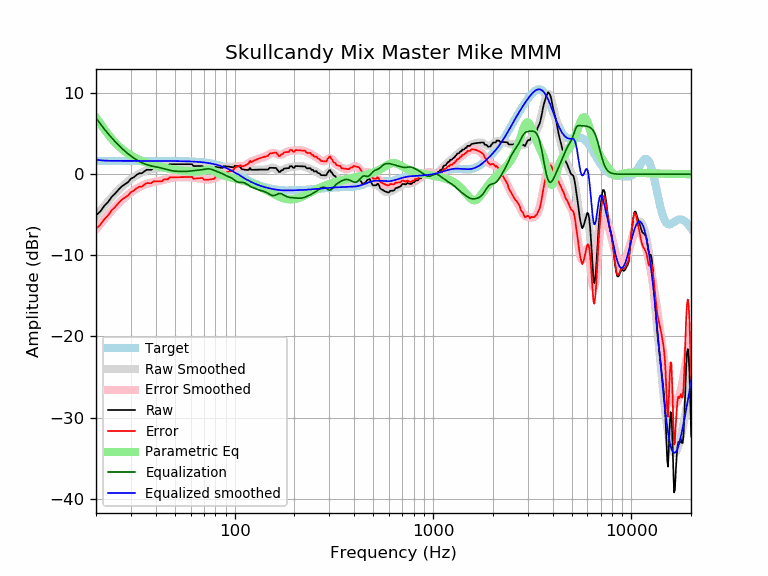 Skullcandy Mix Master Mike MMM
10
0
−10
−20
−30
−40
Amplitude (dBr)
Target
Raw Smoothed
Error Smoothed
Raw
Error
Parametric Eq
Equalization
Equalized smoothed
100
1000
10000
Frequency (Hz)